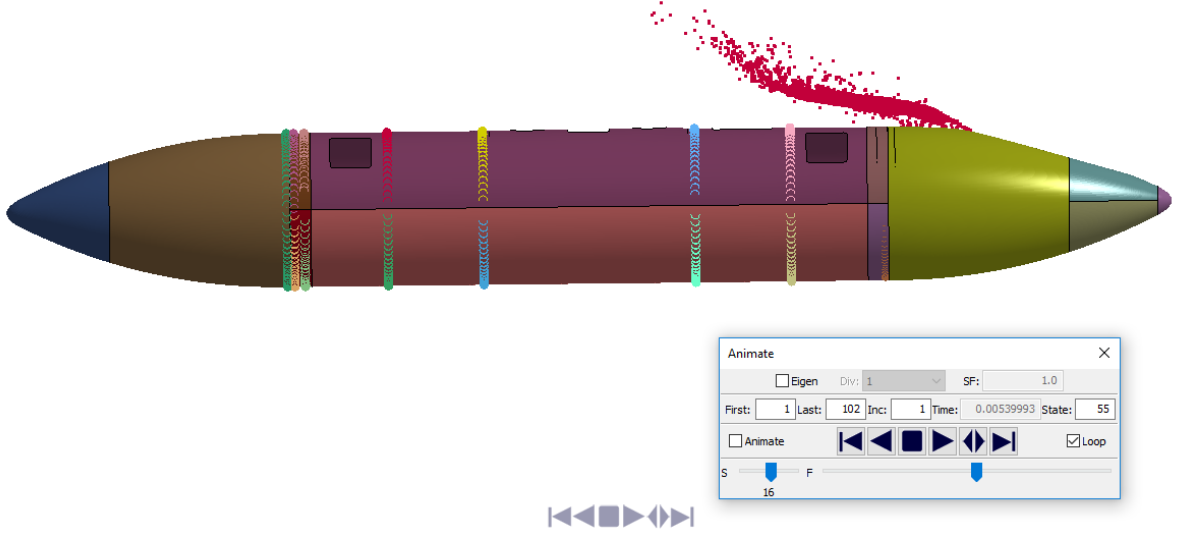 Animate
Eigen Div: 1 SF: 1.0
First: 1 Last: 102 Inc: 1 Time: 0.00539993 State: 55
Animate Loop
S F
16